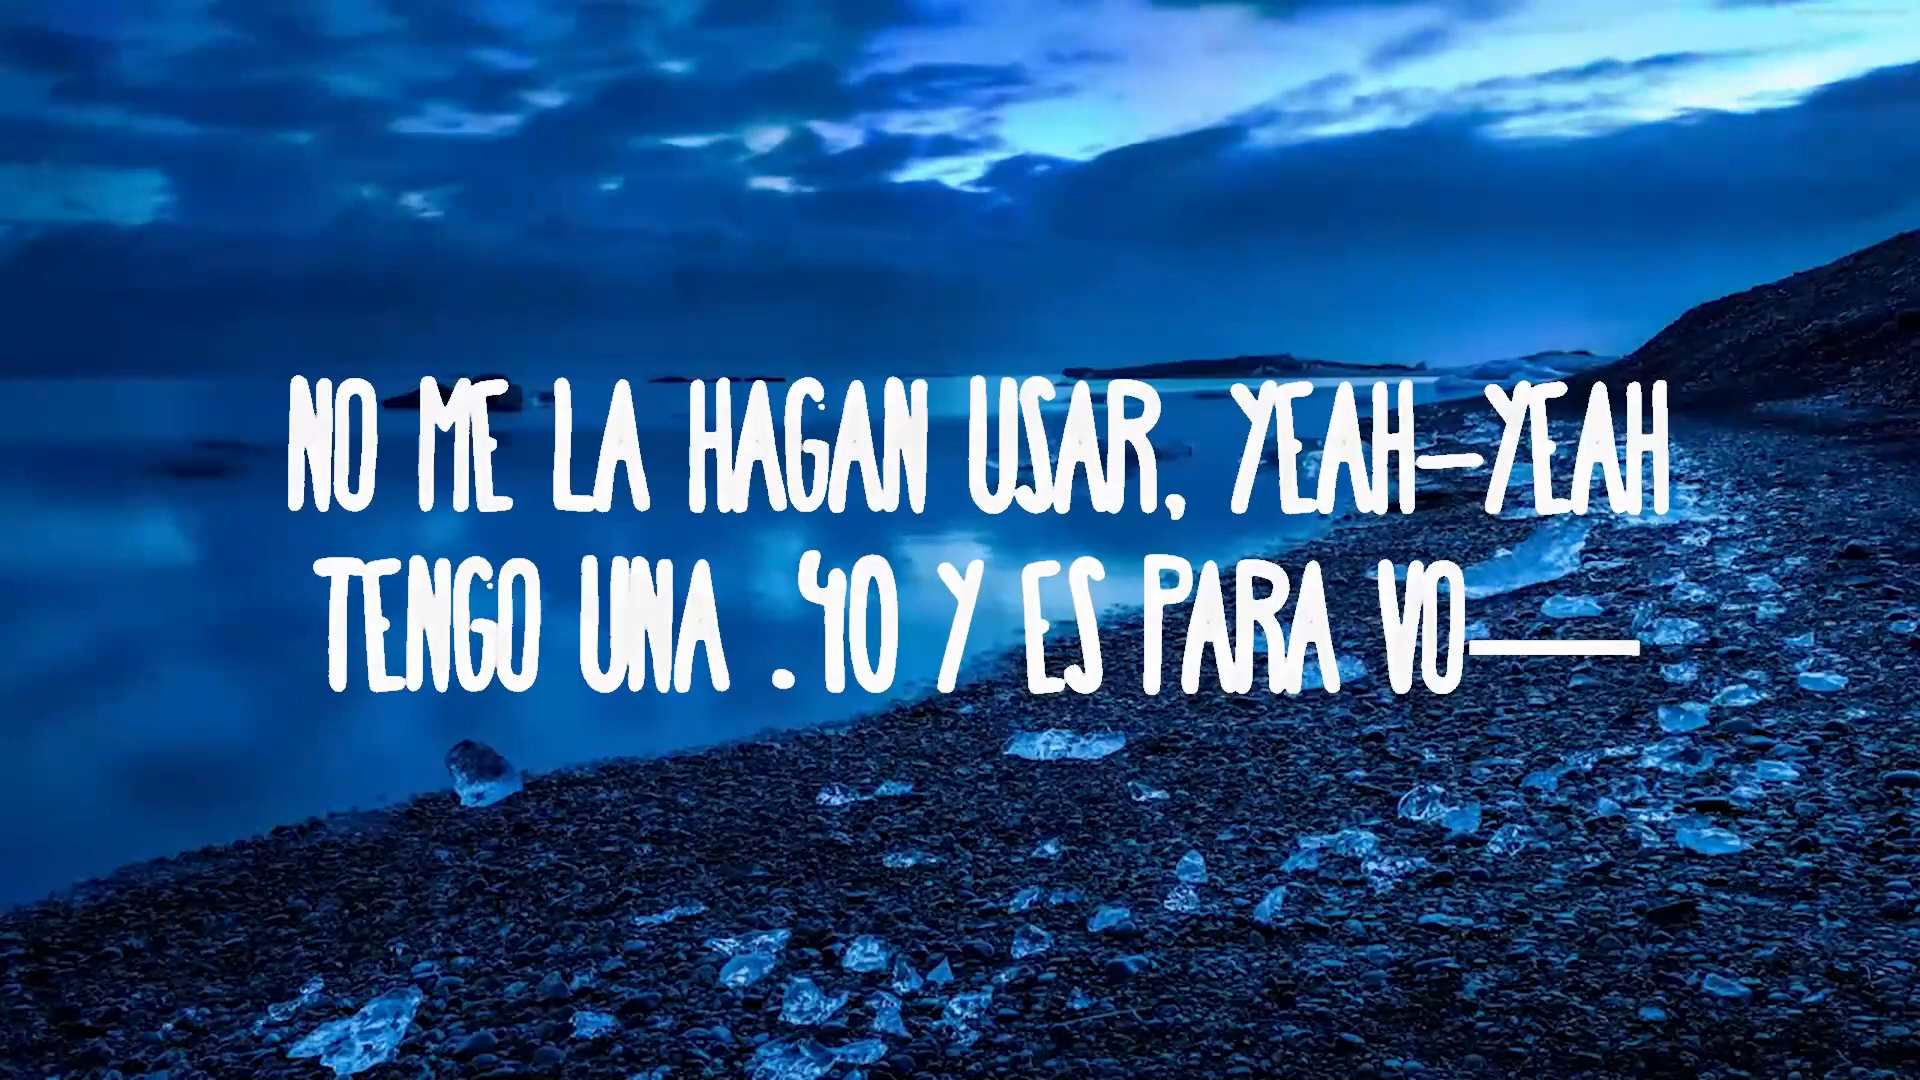 NO ME LA HAGAN USAR, YEAH-YEAH
TENGO UNA .40 Y ES PARA VO——